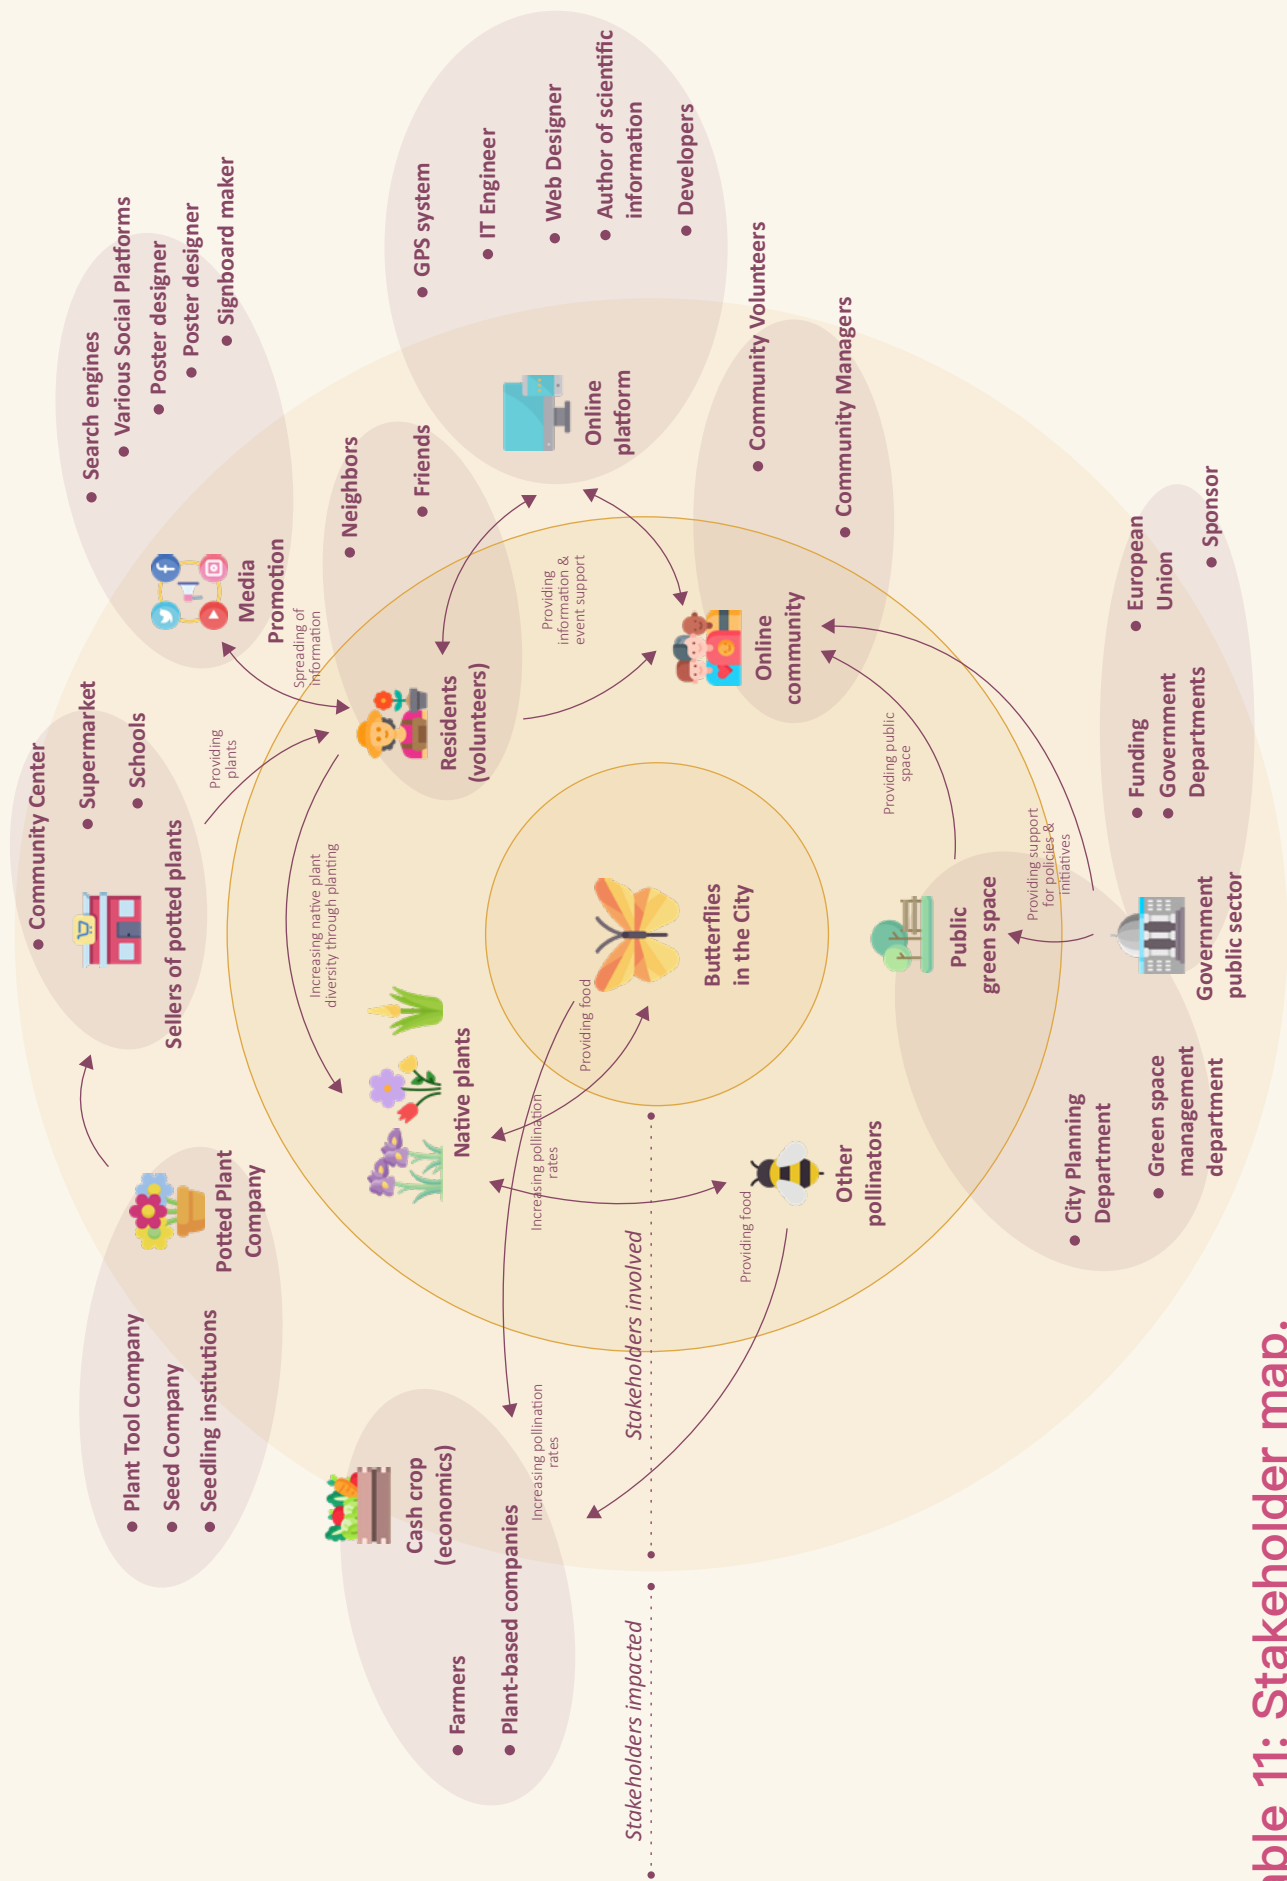 Farmers
Plant-based companies
Cash crop
(economics)
Plant Tool Company
Seed Company
Seedling institutions
Potted Plant
Company
Community Center
Supermarket
Schools
Sellers of potted plants
Search engines
Various Social Platforms
Poster designer
Poster designer
Signboard maker
Media
Promotion
Neighbors
Friends
Residents
(volunteers)
GPS system
IT Engineer
Web Designer
Author of scientific
information
Developers
Online
platform
Community Volunteers
Community Managers
Online
community
Native plants
Butterflies
in the City
Other
pollinators
Public
green space
City Planning
Department
Green space
management
department
Government
public sector
Funding
Government
Departments
European
Union
Sponsor
Providing
plants
Spreading of
information
Increasing native plant
diversity through planting
Providing
information &
event support
Providing food
Increasing pollination
rates
Increasing pollination
rates
Providing food
Providing public
space
Providing support
for policies &
initiatives
Stakeholders impacted
Stakeholders involved
able 11: Stakeholder map.